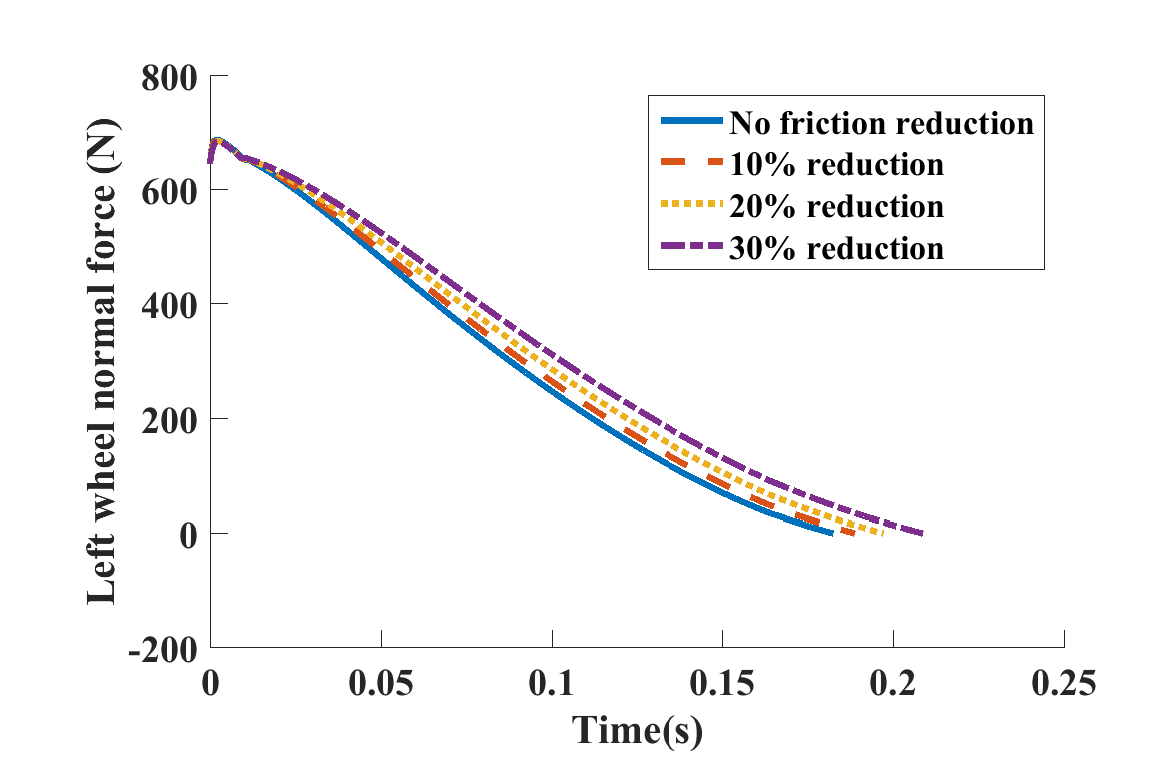 800
600
400
200
0
-200
0 0.05 0.1 0.15 0.2 0.25
Left wheel normal force (N)
Time(s)
No friction reduction
10% reduction
20% reduction
30% reduction